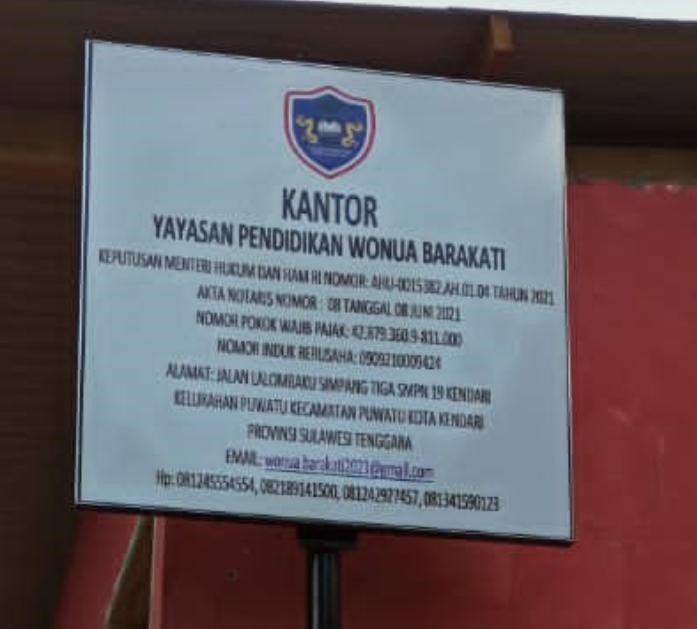 KANTOR
YAYASAN PENDIDIKAN WONUA BARAKATI
KEPUTUSAN MENTERI HUKUM DAN HAM RI NOMOR: AHU-0015382.AH.01.04 TAHUN 2021
AKTA NOTARIS NOMOR : 08 TANGGAL 08 JUNI 2021
NOMOR POKOK WAJIB PAJAK: 42.879.360.9-811.000
NOMOR INDUK BERUSAHA: 0909210009424
ALAMAT: JALAN LALOMBAKU SIMPANG TIGA SMPN 19 KENDARI
KELURAHAN PUWATU KECAMATAN PUWATU KOTA KENDARI
PROVINSI SULAWESI TENGGARA
EMAIL: wonua.barakati2021@gmail.com
Hp: 081245554554, 082189141500, 081242927457, 081341590123